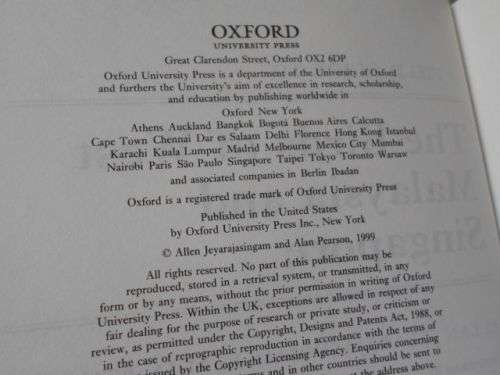 OXFORD
UNIVERSITY PRESS
Great Clarendon Street, Oxford OX2 6DP
Oxford University Press is a department of the University of Oxford
and furthers the University's aim of excellence in research, scholarship,
and education by publishing worldwide in
Oxford New York
Athens Auckland Bangkok Bogotá Buenos Aires Calcutta
Cape Town Chennai Dar es Salaam Delhi Florence Hong Kong Istanbul
Karachi Kuala Lumpur Madrid Melbourne Mexico City Mumbai
Nairobi Paris São Paulo Singapore Taipei Tokyo Toronto Warsaw
and associated companies in Berlin Ibadan
Oxford is a registered trade mark of Oxford University Press
Published in the United States
by Oxford University Press Inc., New York
© Allen Jeyarajasingam and Alan Pearson, 1999
All rights reserved. No part of this publication may be
reproduced, stored in a retrieval system, or transmitted, in any
form or by any means, without the prior permission in writing of Oxford
University Press. Within the UK, exceptions are allowed in respect of any
fair dealing for the purpose of research or private study, or criticism or
review, as permitted under the Copyright, Designs and Patents Act, 1988, or
in the case of reprographic reproduction in accordance with the terms of
issued by the Copyright Licensing Agency. Enquiries concerning
terms and in other countries should be sent to
at the address above.